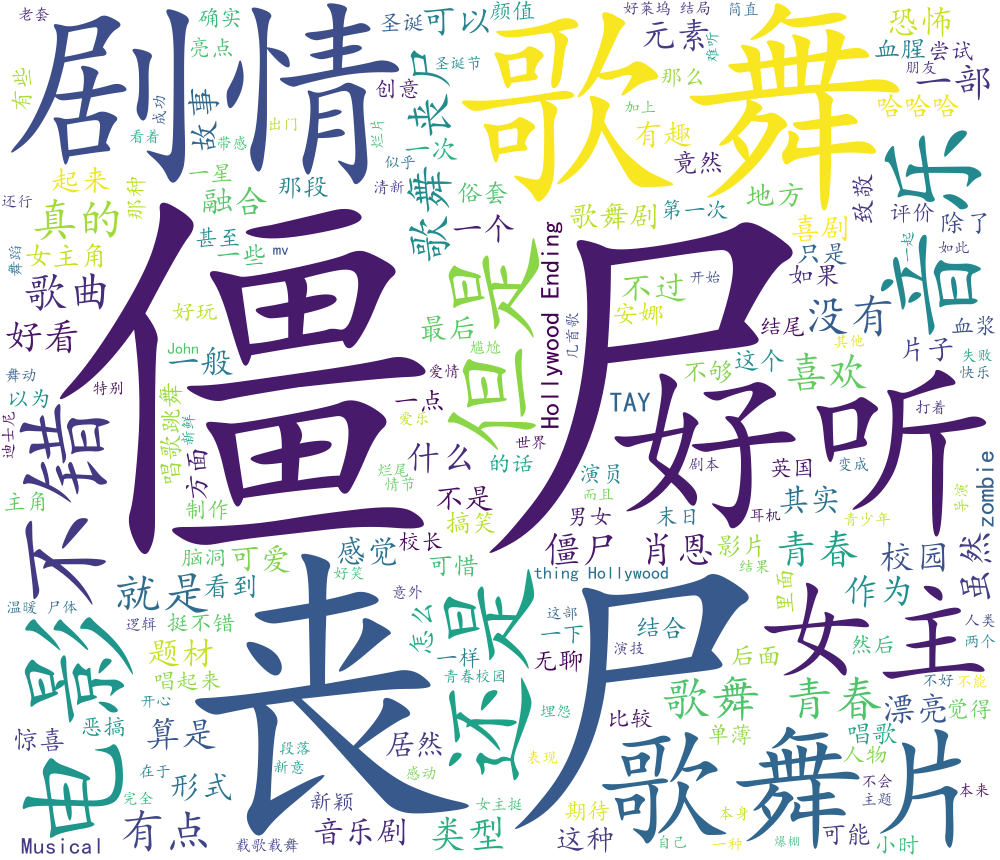 老套
剧情
确实
亮点
圣诞
颜值
可以
歌舞
好莱坞 结局
简直
元素
难听
恐怖
血腥
尝试
朋友
一部
有些
成功
看着
故事
带感
出门
创意
烂片
一丧尸
圣诞节
那么
加上
有趣
哈哈哈
起来
那种
一星
融合
那段
似乎
清新
歌舞
一次
俗套
竟然
地方
致敬
音乐
还行
真的
女主角
舞蹈
甚至
一些
mv
一个
歌舞剧
第一次
喜剧
评价
除了
只是
一起
如此
歌曲
好看
好玩
John
一般
僵尸
最后
尴尬
但是
Hollywood Ending
几首歌
不过
安娜
开始
结尾
如果
没有
血浆
其他
片子
失败
快乐
舞动
特别
以为
迪士尼
不错
唱歌跳舞
新鲜
爱情
一点
爱乐
世界
TAY
不够
这个
喜欢
好听
打着
主角
方面
制作
烂尾
情节
什么
的话
演员
而且
剧本
英国
变成
zombie
不是
搞笑
男女
末日
耳机
其实
青少年
脑洞
可爱
感觉
校长
可惜
僵尸
肖恩
影片
结果
青春
校园
虽然
就是
看到
好笑
thing Hollywood
里面
作为
温暖
尸体
逻辑
挺不错
丧尸
意外
怎么
还是
这部
一下
结合
女主
人类
两个
然后
电影
题材
唱起来
一样
无聊
演技
后面
青春校园
不好
不能
恶搞
开心
歌舞
青春
漂亮
觉得
惊喜
算是
段落
新意
居然
感动
埋怨
比较
单薄
唱歌
人物
在于
形式
完全
新颖
女主挺
表现
期待
歌舞片
不会
主题
本来
Musical
有点
载歌载舞
音乐剧
类型
这种
自己
本身
一种
爆棚
可能
小时